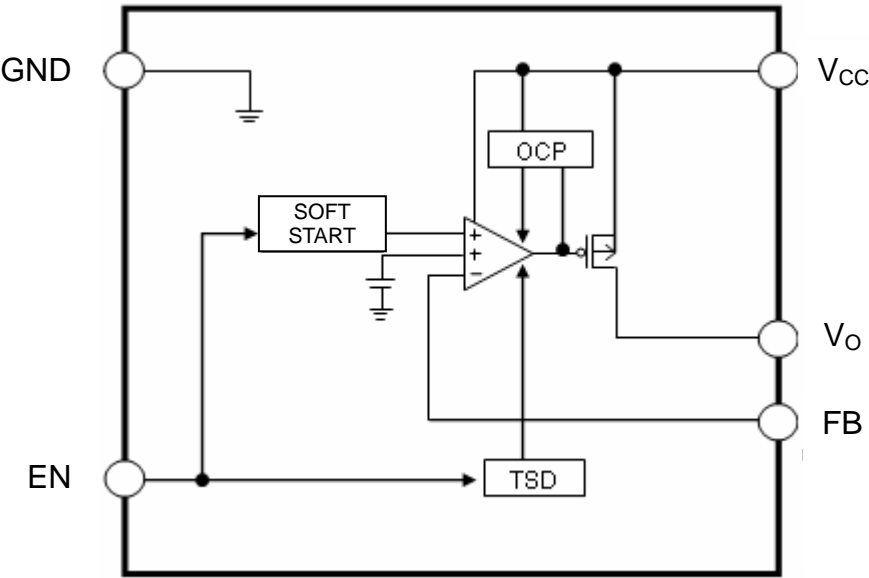 GND
VCC
OCP
SOFT
START
+
+
−
VO
FB
EN
TSD